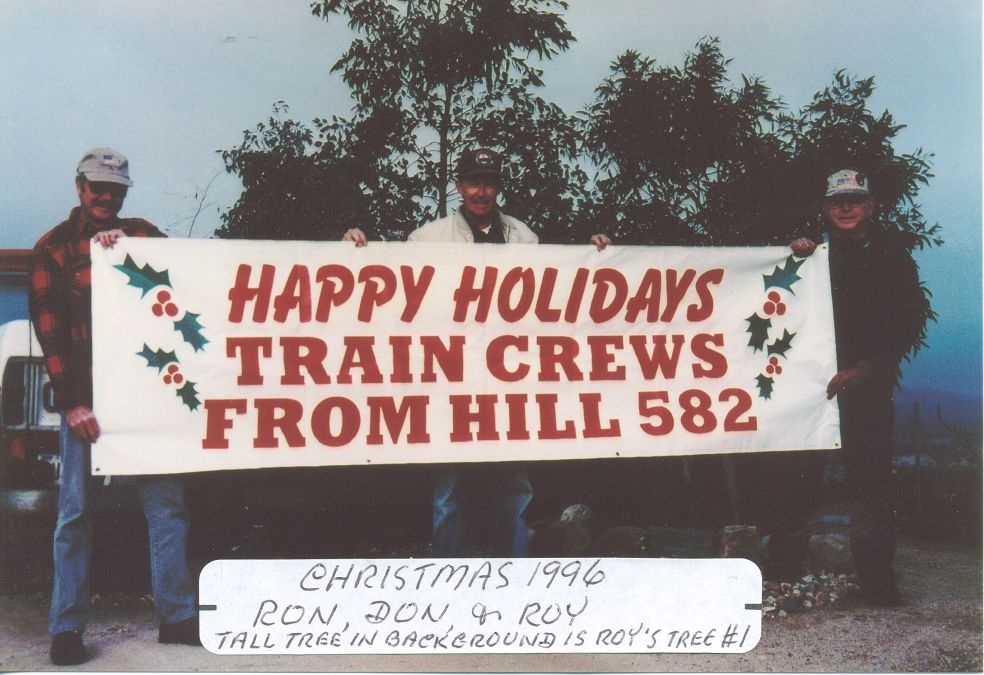 HAPPY HOLIDAYS
TRAIN CREWS
FROM HILL 582
CHRISTMAS 1996
RON, DON, & ROY
TALL TREE IN BACKGROUND IS ROY'S TREE #1